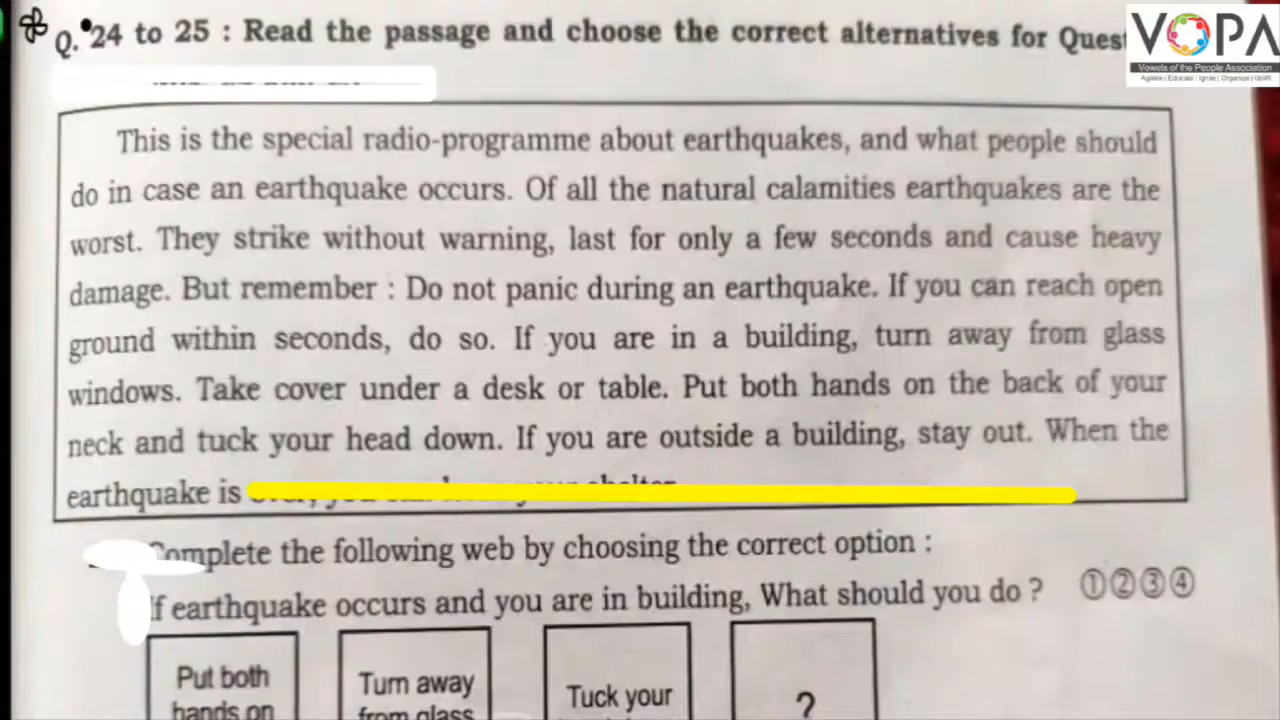 Q. 24 to 25 : Read the passage and choose the correct alternatives for Quest
VOPA
Vowels of the People Association
Agitate | Educate | Ignite | Organize | Uplift
This is the special radio-programme about earthquakes, and what people should
do in case an earthquake occurs. Of all the natural calamities earthquakes are the
worst. They strike without warning, last for only a few seconds and cause heavy
damage. But remember : Do not panic during an earthquake. If you can reach open
ground within seconds, do so. If you are in a building, turn away from glass
windows. Take cover under a desk or table. Put both hands on the back of your
neck and tuck your head down. If you are outside a building, stay out. When the
earthquake is
Complete the following web by choosing the correct option :
If earthquake occurs and you are in building, What should you do ? ①②③④
Put both
hands on
Turn away
from glass
Tuck your
?